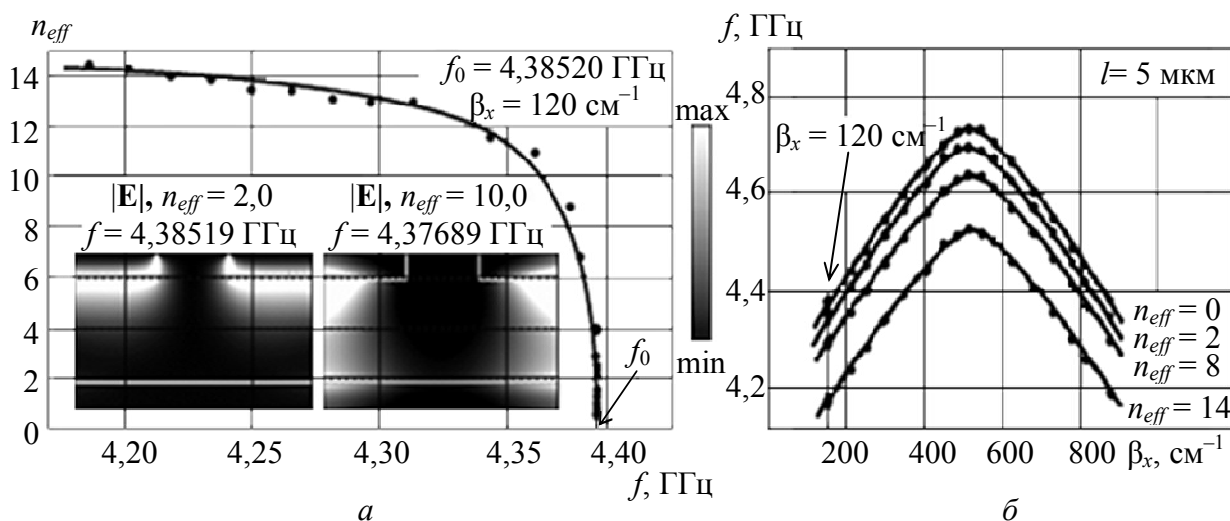 n_eff
14
12
10
8
6
4
2
0
4,20
4,25
4,30
4,35
4,40
f, ГГц
f₀ = 4,38520 ГГц
βₓ = 120 см⁻¹
|E|, n_eff = 2,0
f = 4,38519 ГГц
|E|, n_eff = 10,0
f = 4,37689 ГГц
f₀
max
min
а
f, ГГц
l= 5 мкм
4,8
4,6
4,4
4,2
βₓ = 120 см⁻¹
n_eff = 0
n_eff = 2
n_eff = 8
n_eff = 14
200
400
600
800
βₓ, см⁻¹
б